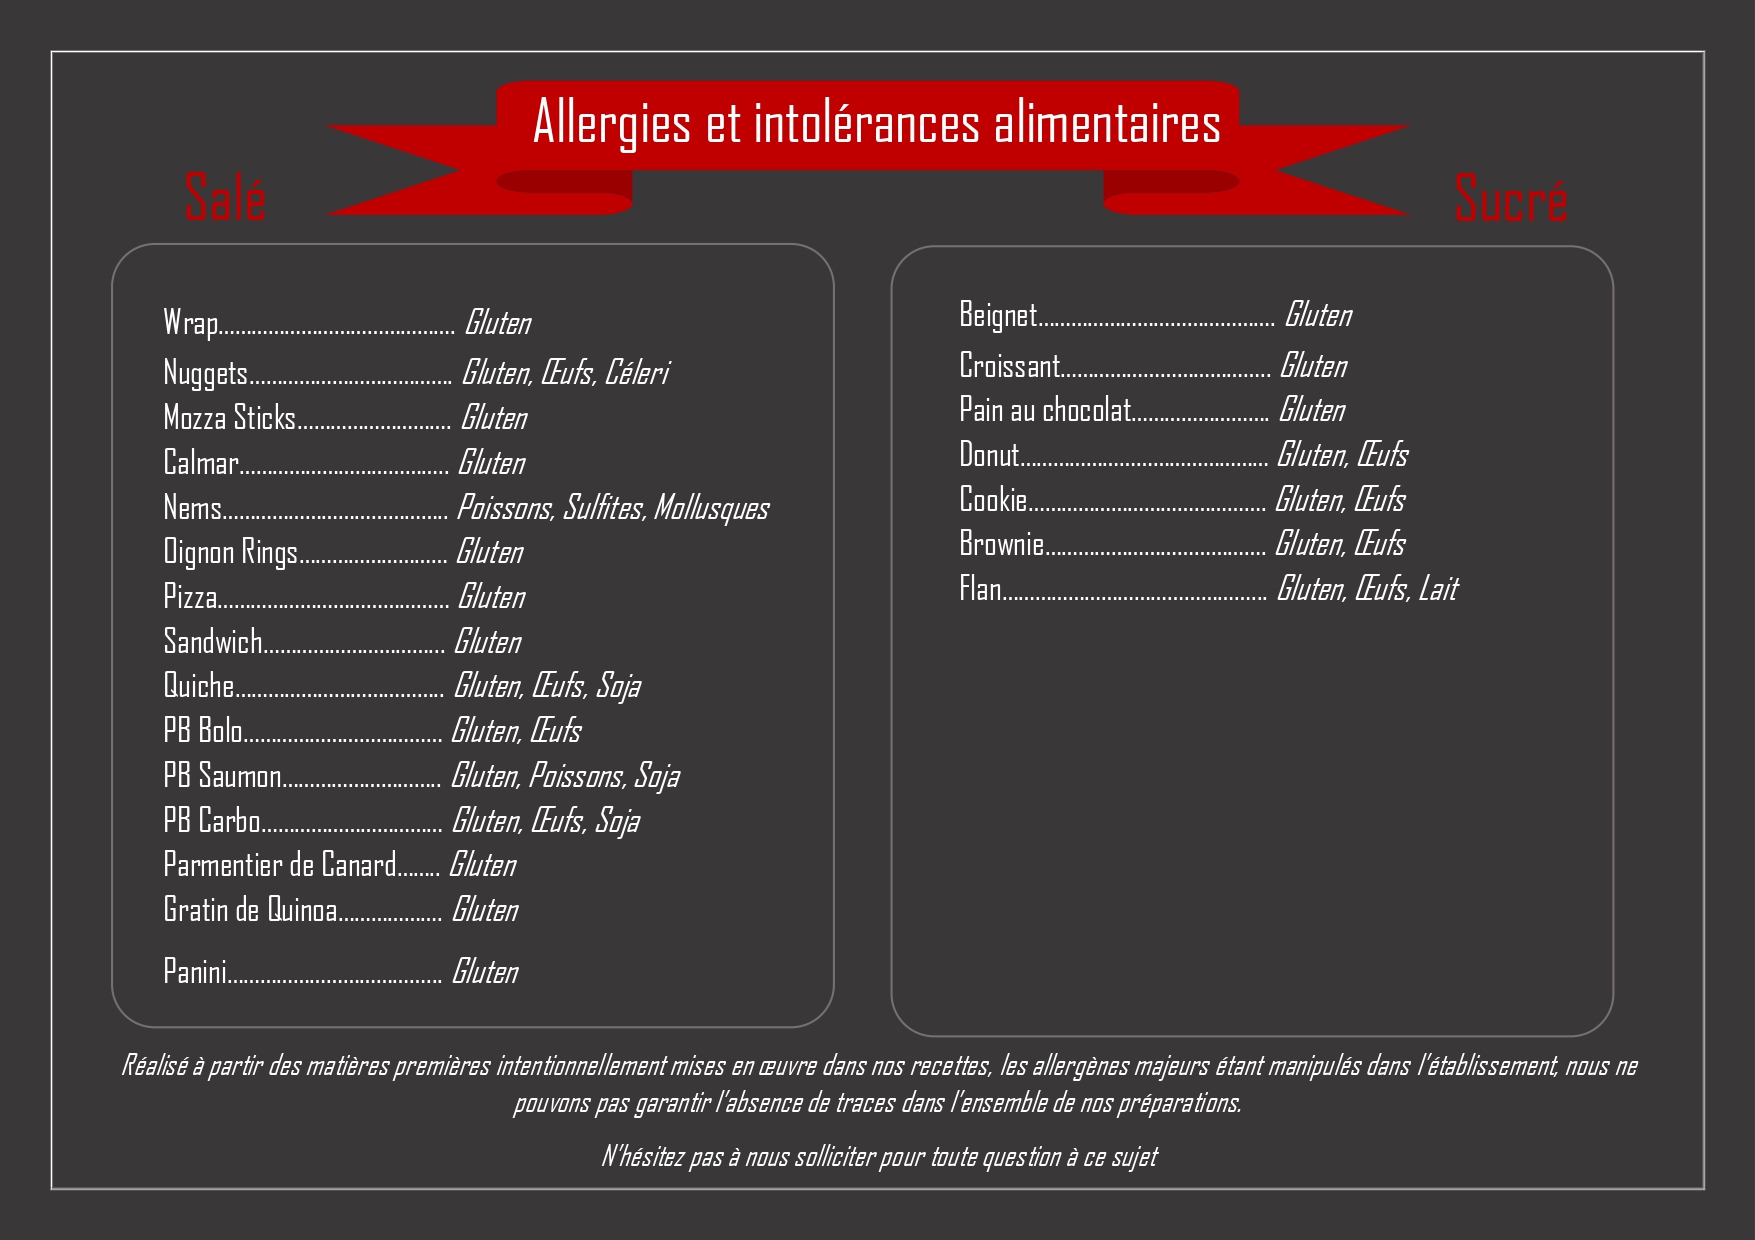 Allergies et intolérances alimentaires
Salé
Wrap........................................... Gluten
Nuggets..................................... Gluten, Œufs, Céleri
Mozza Sticks............................ Gluten
Calmar...................................... Gluten
Nems......................................... Poissons, Sulfites, Mollusques
Oignon Rings........................... Gluten
Pizza.......................................... Gluten
Sandwich................................. Gluten
Quiche...................................... Gluten, Œufs, Soja
PB Bolo.................................... Gluten, Œufs
PB Saumon............................. Gluten, Poissons, Soja
PB Carbo................................. Gluten, Œufs, Soja
Parmentier de Canard........ Gluten
Gratin de Quinoa................... Gluten
Panini....................................... Gluten
Sucré
Beignet........................................... Gluten
Croissant...................................... Gluten
Pain au chocolat......................... Gluten
Donut............................................. Gluten, Œufs
Cookie........................................... Gluten, Œufs
Brownie........................................ Gluten, Œufs
Flan................................................ Gluten, Œufs, Lait
Réalisé à partir des matières premières intentionnellement mises en œuvre dans nos recettes, les allergènes majeurs étant manipulés dans l'établissement, nous ne
pouvons pas garantir l'absence de traces dans l'ensemble de nos préparations.
N'hésitez pas à nous solliciter pour toute question à ce sujet